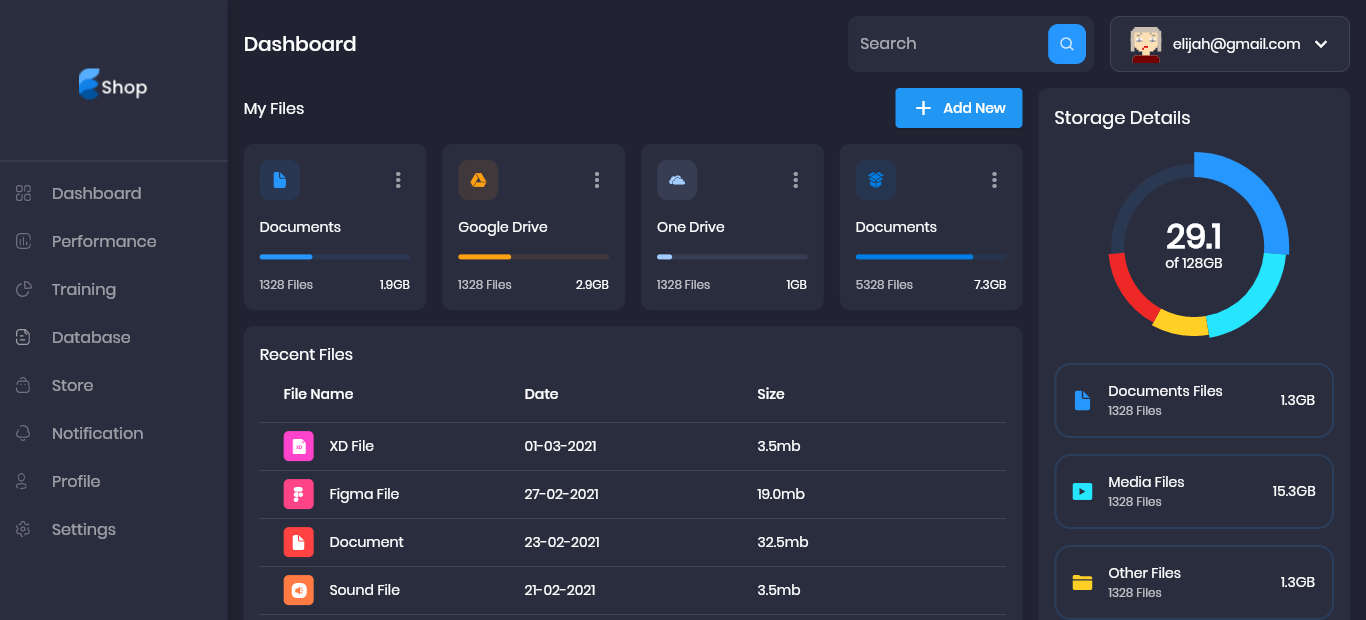 Shop
Dashboard
Performance
Training
Database
Store
Notification
Profile
Settings
Dashboard
Search
elijah@gmail.com
My Files
Add New
Documents
1328 Files 1.9GB
Google Drive
1328 Files 2.9GB
One Drive
1328 Files 1GB
Documents
5328 Files 7.3GB
Recent Files
File Name Date Size
XD File 01-03-2021 3.5mb
Figma File 27-02-2021 19.0mb
Document 23-02-2021 32.5mb
Sound File 21-02-2021 3.5mb
Storage Details
29.1
of 128GB
Documents Files 1.3GB
1328 Files
Media Files 15.3GB
1328 Files
Other Files 1.3GB
1328 Files